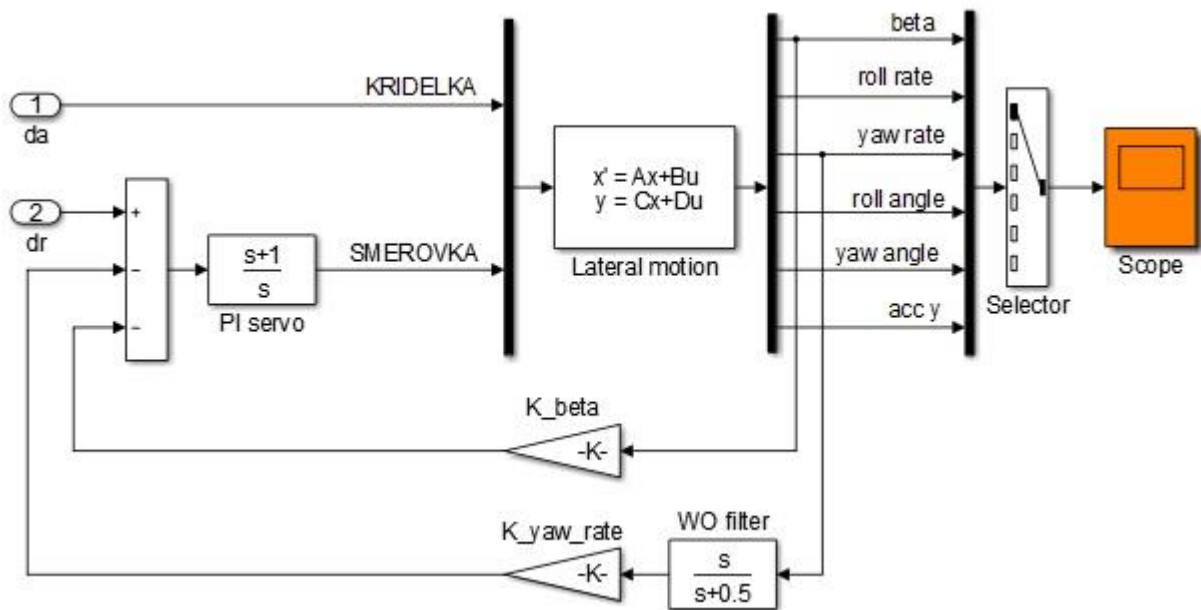 beta
roll rate
KRIDELKA
1
da
yaw rate
x' = Ax+Bu
y = Cx+Du
2
dr
+
roll angle
SMEROVKA
s+1
s
−
yaw angle
Lateral motion
Scope
Selector
PI servo
−
acc y
K_beta
-K-
K_yaw_rate
WO filter
-K-
s
s+0.5